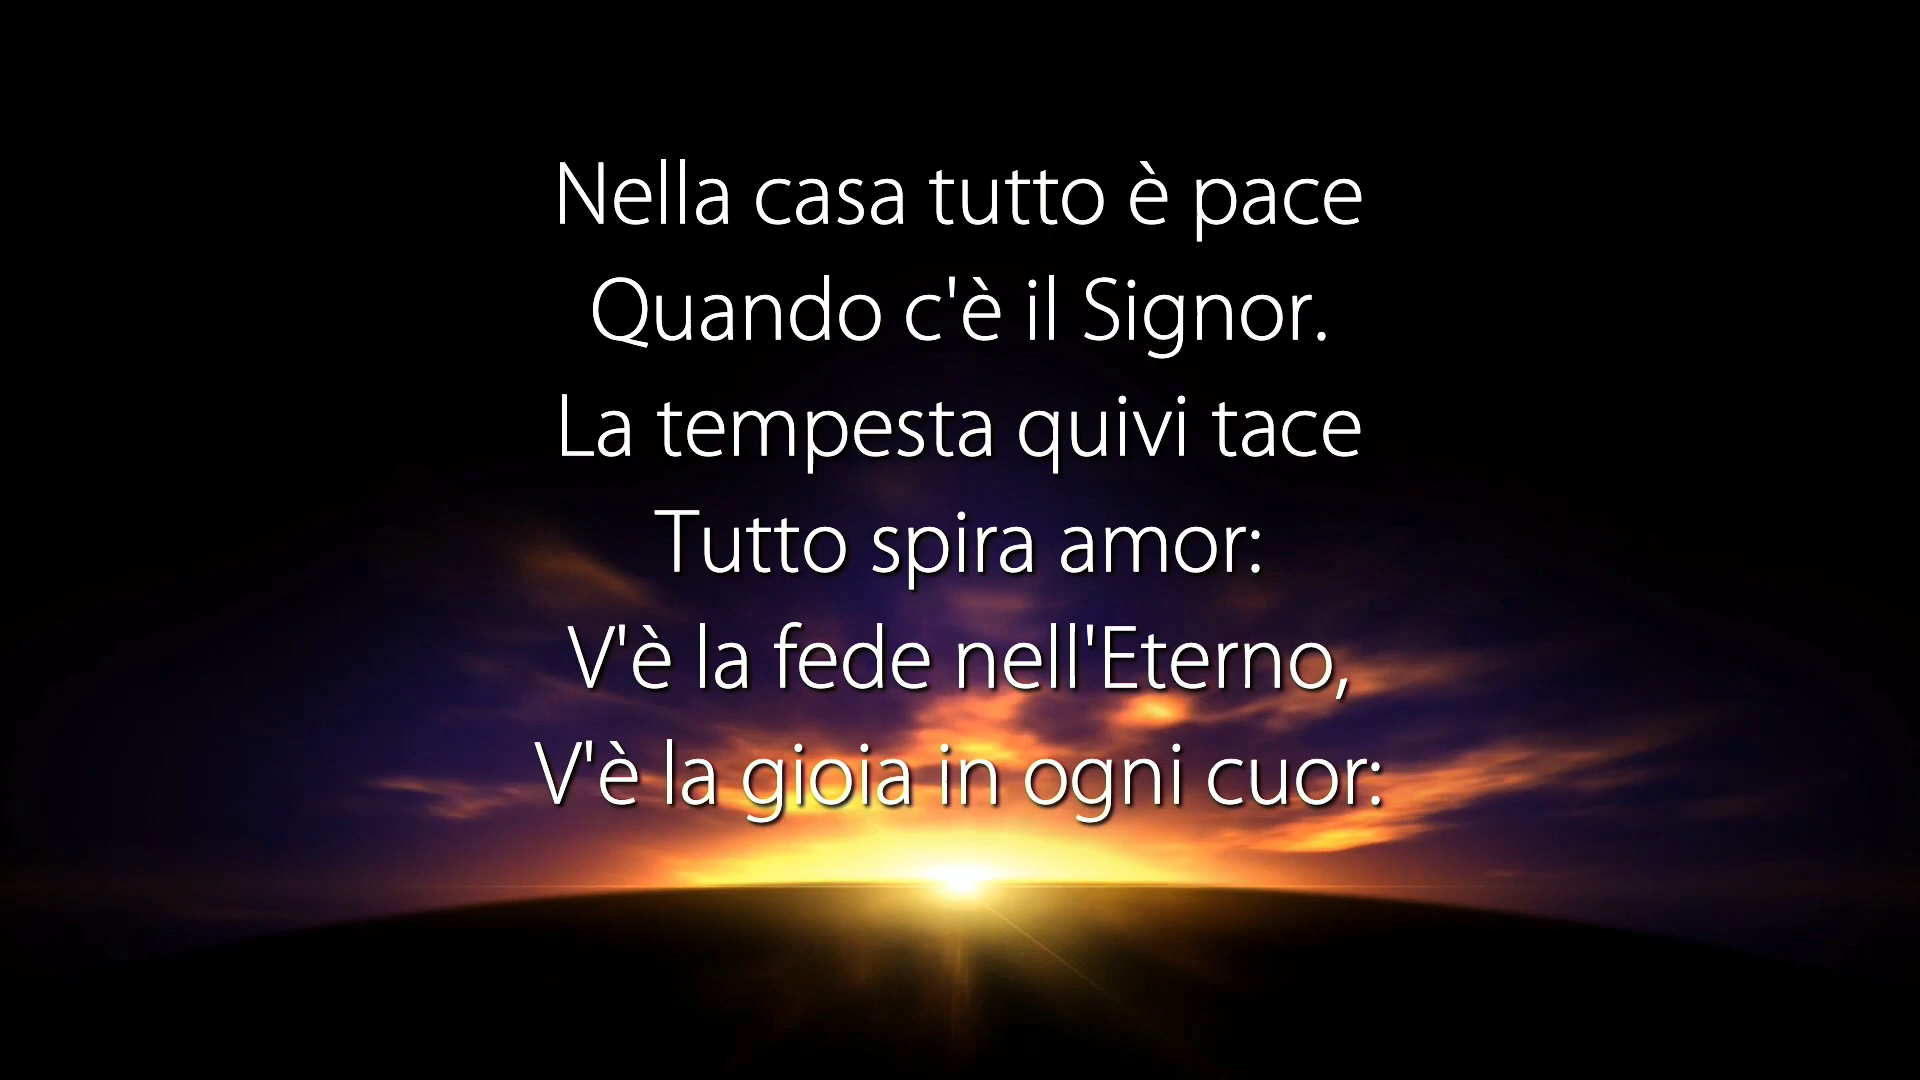 Nella casa tutto è pace
Quando c'è il Signor.
La tempesta quivi tace
Tutto spira amor:
V'è la fede nell'Eterno,
V'è la gioia in ogni cuor: